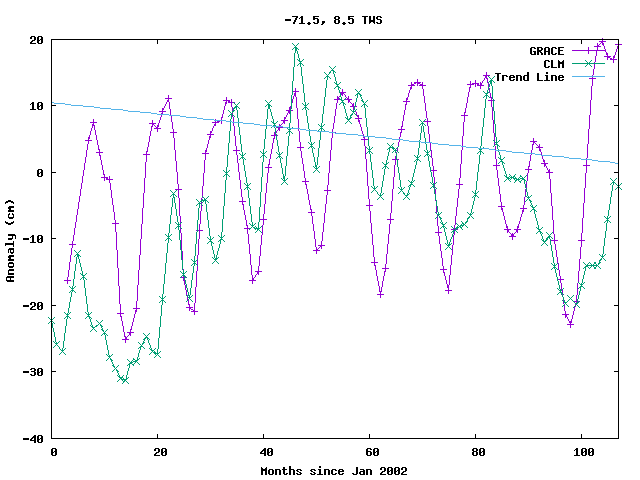 -71.5, 8.5 TWS
GRACE
CLM
Trend Line
20
10
0
-10
-20
-30
-40
Anomaly (cm)
0 20 40 60 80 100
Months since Jan 2002